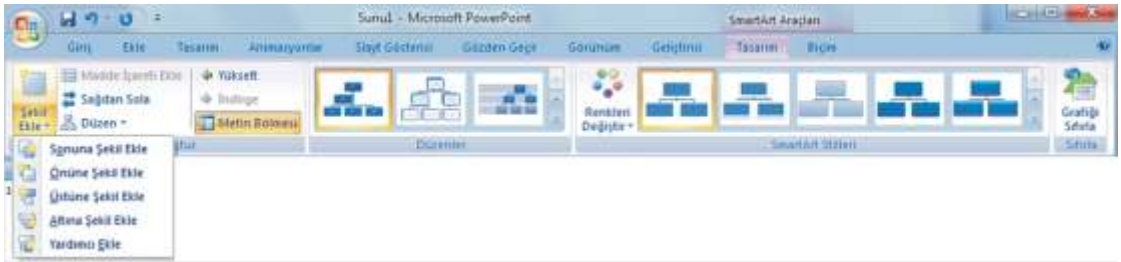 Sunu1 - Microsoft PowerPoint
SmartArt Araçları
Giriş Ekle Tasarım Animasyonlar Slayt Gösterisi Gözden Geçir Görünüm Geliştirici Tasarım Biçim
Şekil Ekle
Madde İşareti Ekle
Sağdan Sola
Düzen
Yükselt
İndirge
Metin Bölmesi
Renkleri Değiştir
Grafiği Sıfırla
Düzenler
SmartArt Stilleri
Sıfırla
Sonuna Şekil Ekle
Önüne Şekil Ekle
Üstüne Şekil Ekle
Altına Şekil Ekle
Yardımcı Ekle